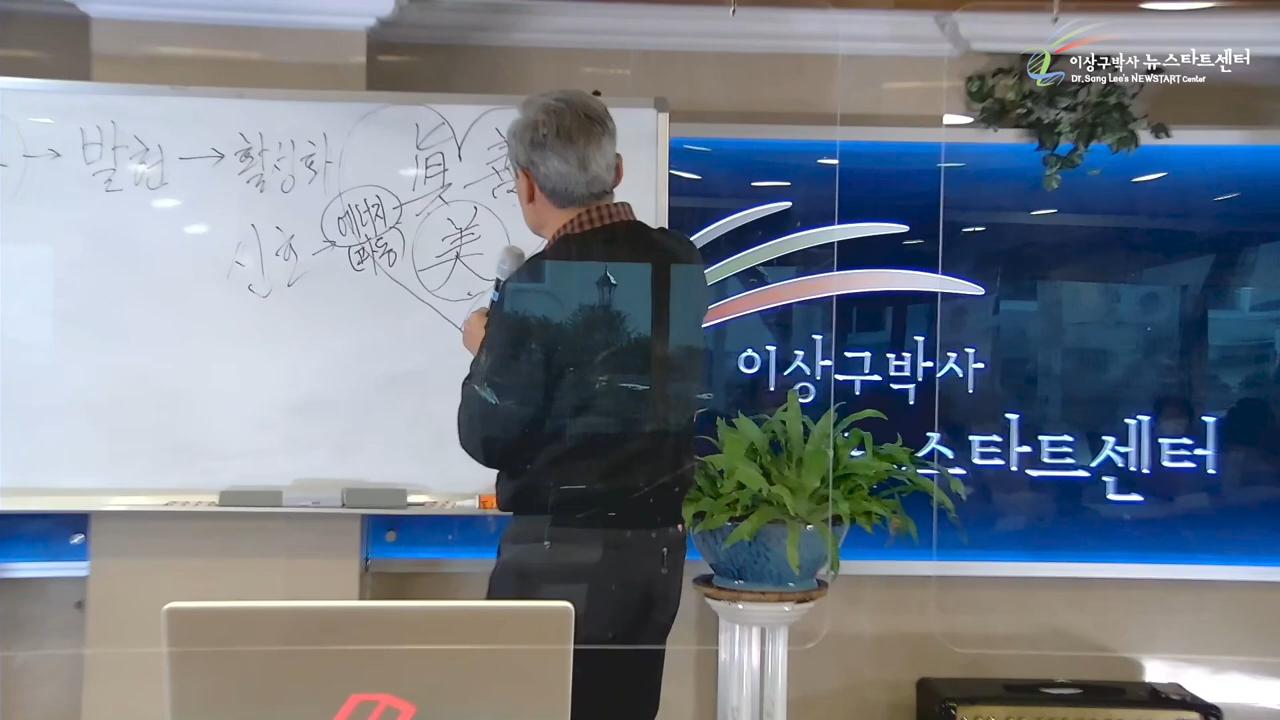 이상구박사 뉴스타트센터
Dr. Sang Lee's NEWSTART Center
→ 발현 → 활성화 眞 善
신호 → 에너지 美
(파동)
이상구박사
스타트센터